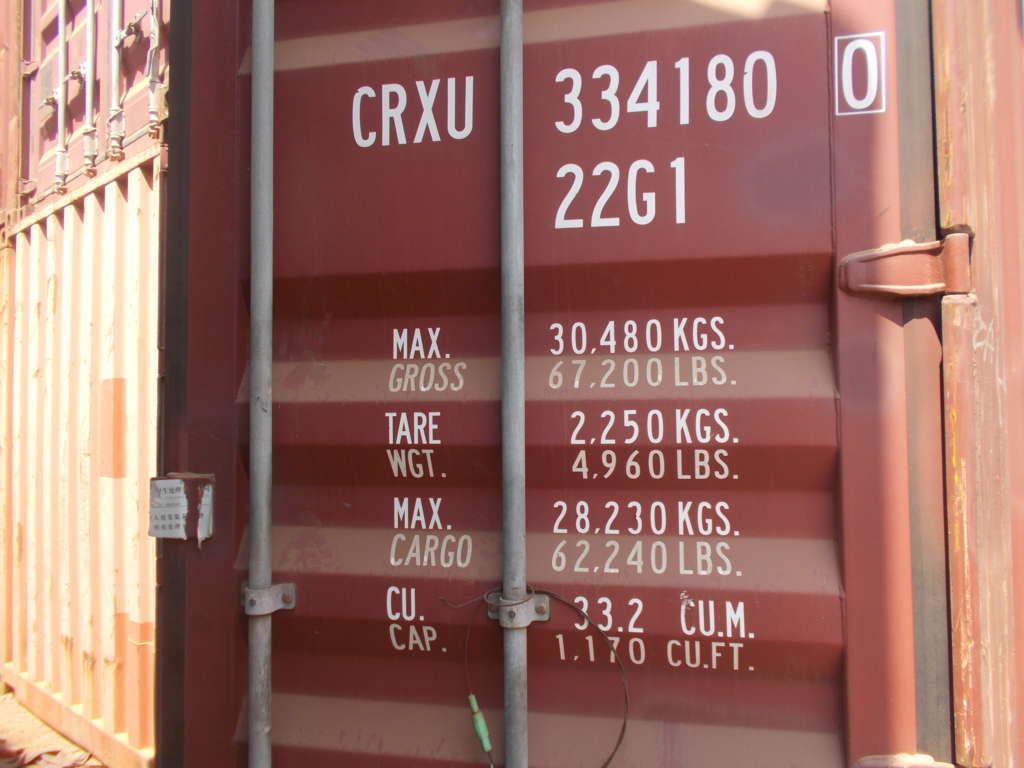 CRXU 334180 0
22G1
MAX. 30,480 KGS.
GROSS 67,200 LBS.
TARE 2,250 KGS.
WGT. 4,960 LBS.
MAX. 28,230 KGS.
CARGO 62,240 LBS.
CU. 33.2 CU.M.
CAP. 1,170 CU.FT.